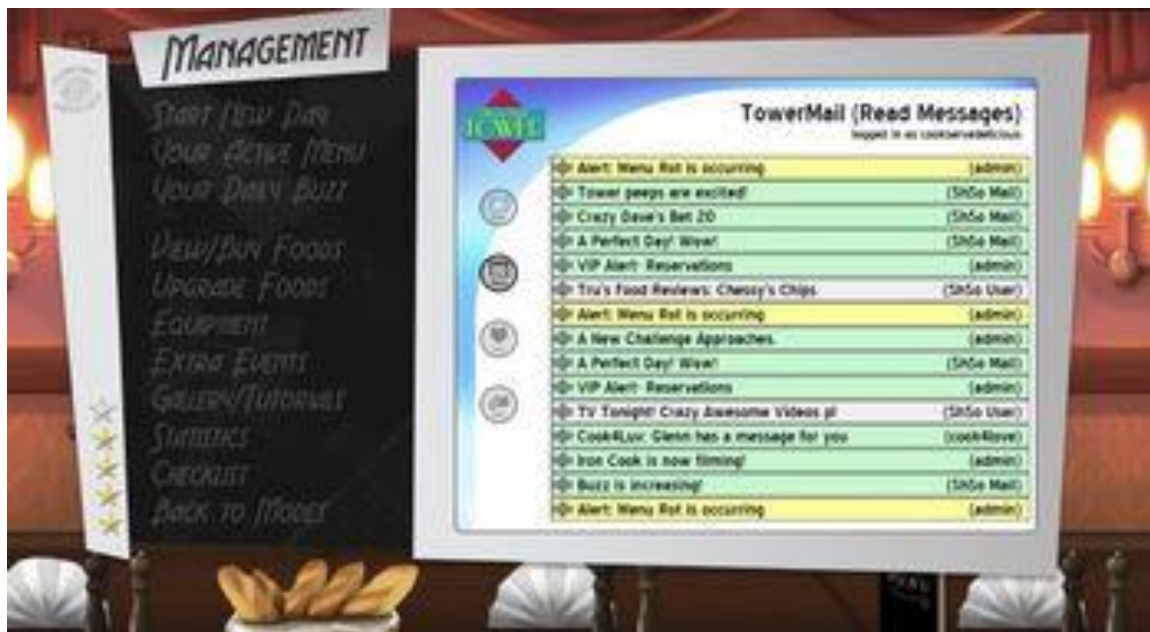 MANAGEMENT
START NEW DAY
YOUR ACTIVE MENU
YOUR DAILY BUZZ
VIEW/BUY FOODS
UPGRADE FOODS
EQUIPMENT
EXTRA EVENTS
GALLERY/TUTORIALS
STATISTICS
CHECKLIST
BACK TO MODES
TOWER
TowerMail (Read Messages)
logged in as cookservedelicious
Alert: Menu Rot is occurring (admin)
Tower peeps are excited! (ShSo Mail)
Crazy Dave's Bet 20 (ShSo Mail)
A Perfect Day! Wow! (ShSo Mail)
VIP Alert: Reservations (admin)
Tru's Food Reviews: Chessy's Chips (ShSo User)
Alert: Menu Rot is occurring (admin)
A New Challenge Approaches. (admin)
A Perfect Day! Wow! (ShSo Mail)
VIP Alert: Reservations (admin)
TV Tonight! Crazy Awesome Videos pl (ShSo User)
Cook4Luv: Glenn has a message for you (cook4love)
Iron Cook is now filming! (admin)
Buzz is increasing! (ShSo Mail)
Alert: Menu Rot is occurring (admin)